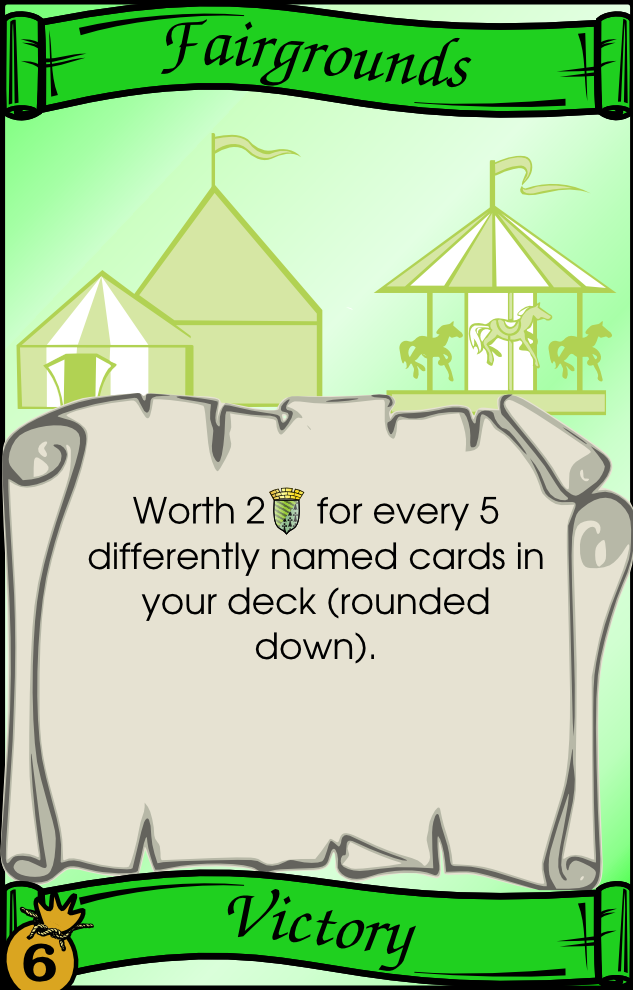 Fairgrounds
Worth 2 for every 5
differently named cards in
your deck (rounded
down).
Victory
6